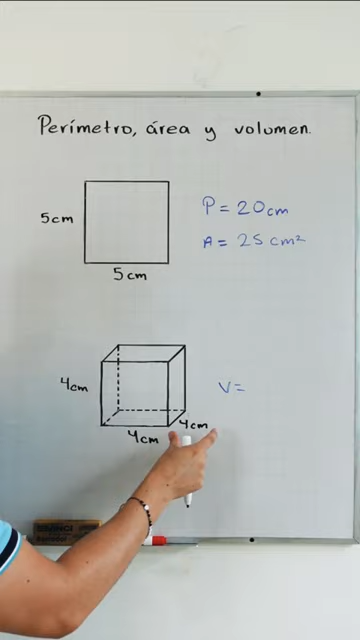 Perímetro, área y volumen.
5cm
P = 20cm
A = 25 cm²
5cm
4cm
V=
4cm
4cm